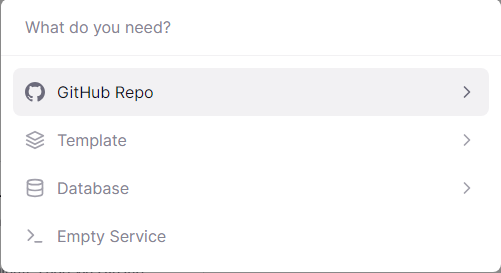 What do you need?
GitHub Repo
Template
Database
Empty Service